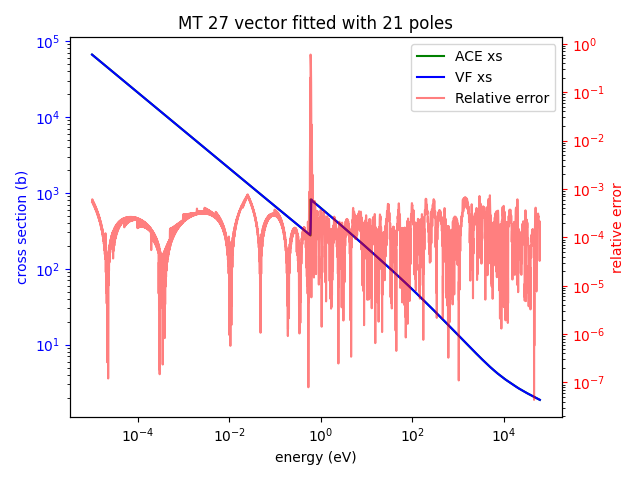 MT 27 vector fitted with 21 poles
ACE xs
VF xs
Relative error
cross section (b)
10^5
10^4
10^3
10^2
10^1
10^0
10^-1
10^-2
10^-3
10^-4
10^-5
10^-6
10^-7
relative error
10^-4
10^-2
10^0
10^2
10^4
energy (eV)